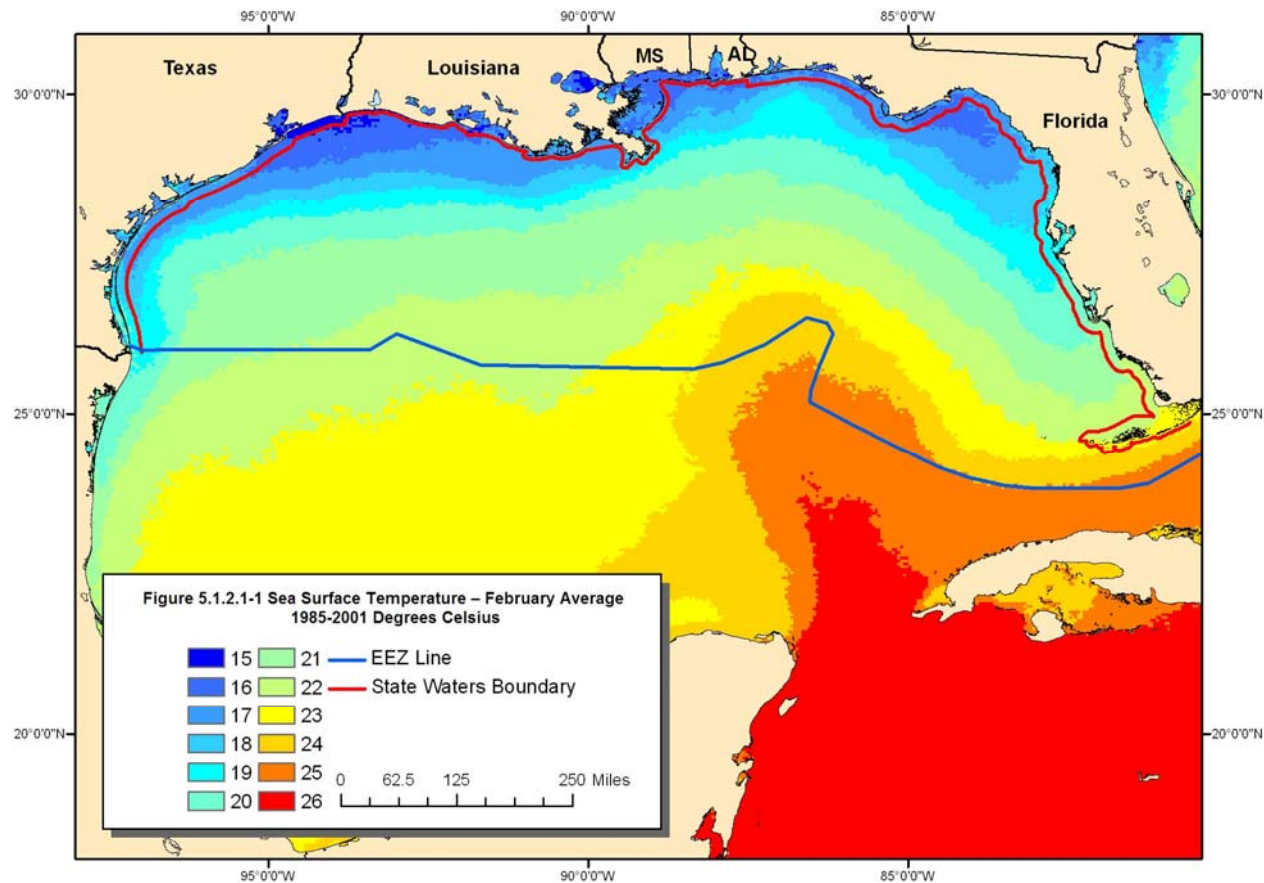 95°0'0"W 90°0'0"W 85°0'0"W
Texas
Louisiana
MS
AL
Florida
30°0'0"N 30°0'0"N
25°0'0"N 25°0'0"N
20°0'0"N 20°0'0"N
Figure 5.1.2.1-1 Sea Surface Temperature – February Average
1985-2001 Degrees Celsius
15 21 EEZ Line
16 22 State Waters Boundary
17 23
18 24
19 25
20 26
0 62.5 125 250 Miles
95°0'0"W 90°0'0"W 85°0'0"W